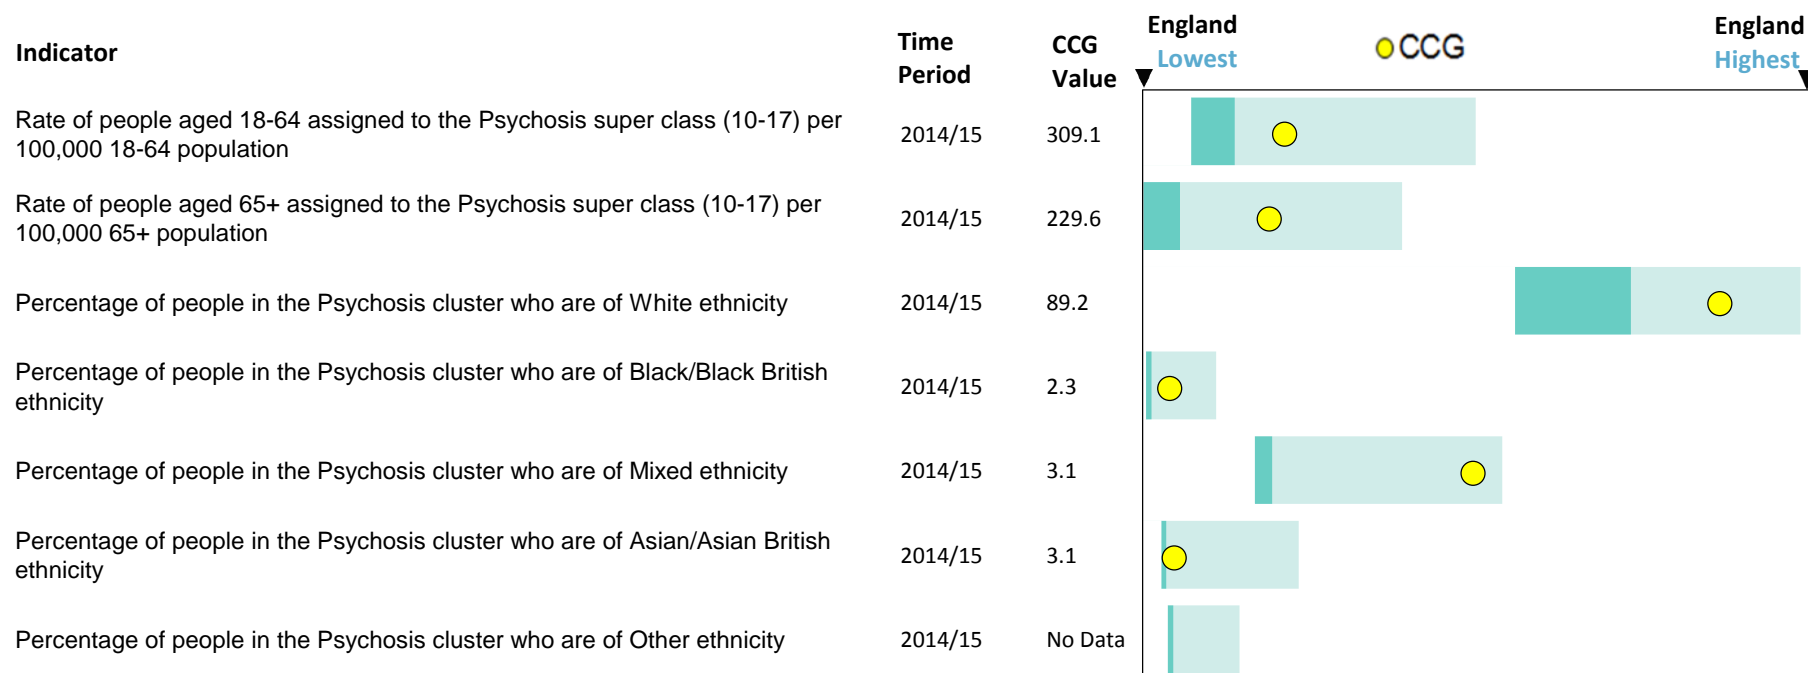 Indicator
Time
Period
CCG
Value
England
Lowest
CCG
England
Highest
Rate of people aged 18-64 assigned to the Psychosis super class (10-17) per
100,000 18-64 population
2014/15
309.1
Rate of people aged 65+ assigned to the Psychosis super class (10-17) per
100,000 65+ population
2014/15
229.6
Percentage of people in the Psychosis cluster who are of White ethnicity
2014/15
89.2
Percentage of people in the Psychosis cluster who are of Black/Black British
ethnicity
2014/15
2.3
Percentage of people in the Psychosis cluster who are of Mixed ethnicity
2014/15
3.1
Percentage of people in the Psychosis cluster who are of Asian/Asian British
ethnicity
2014/15
3.1
Percentage of people in the Psychosis cluster who are of Other ethnicity
2014/15
No Data